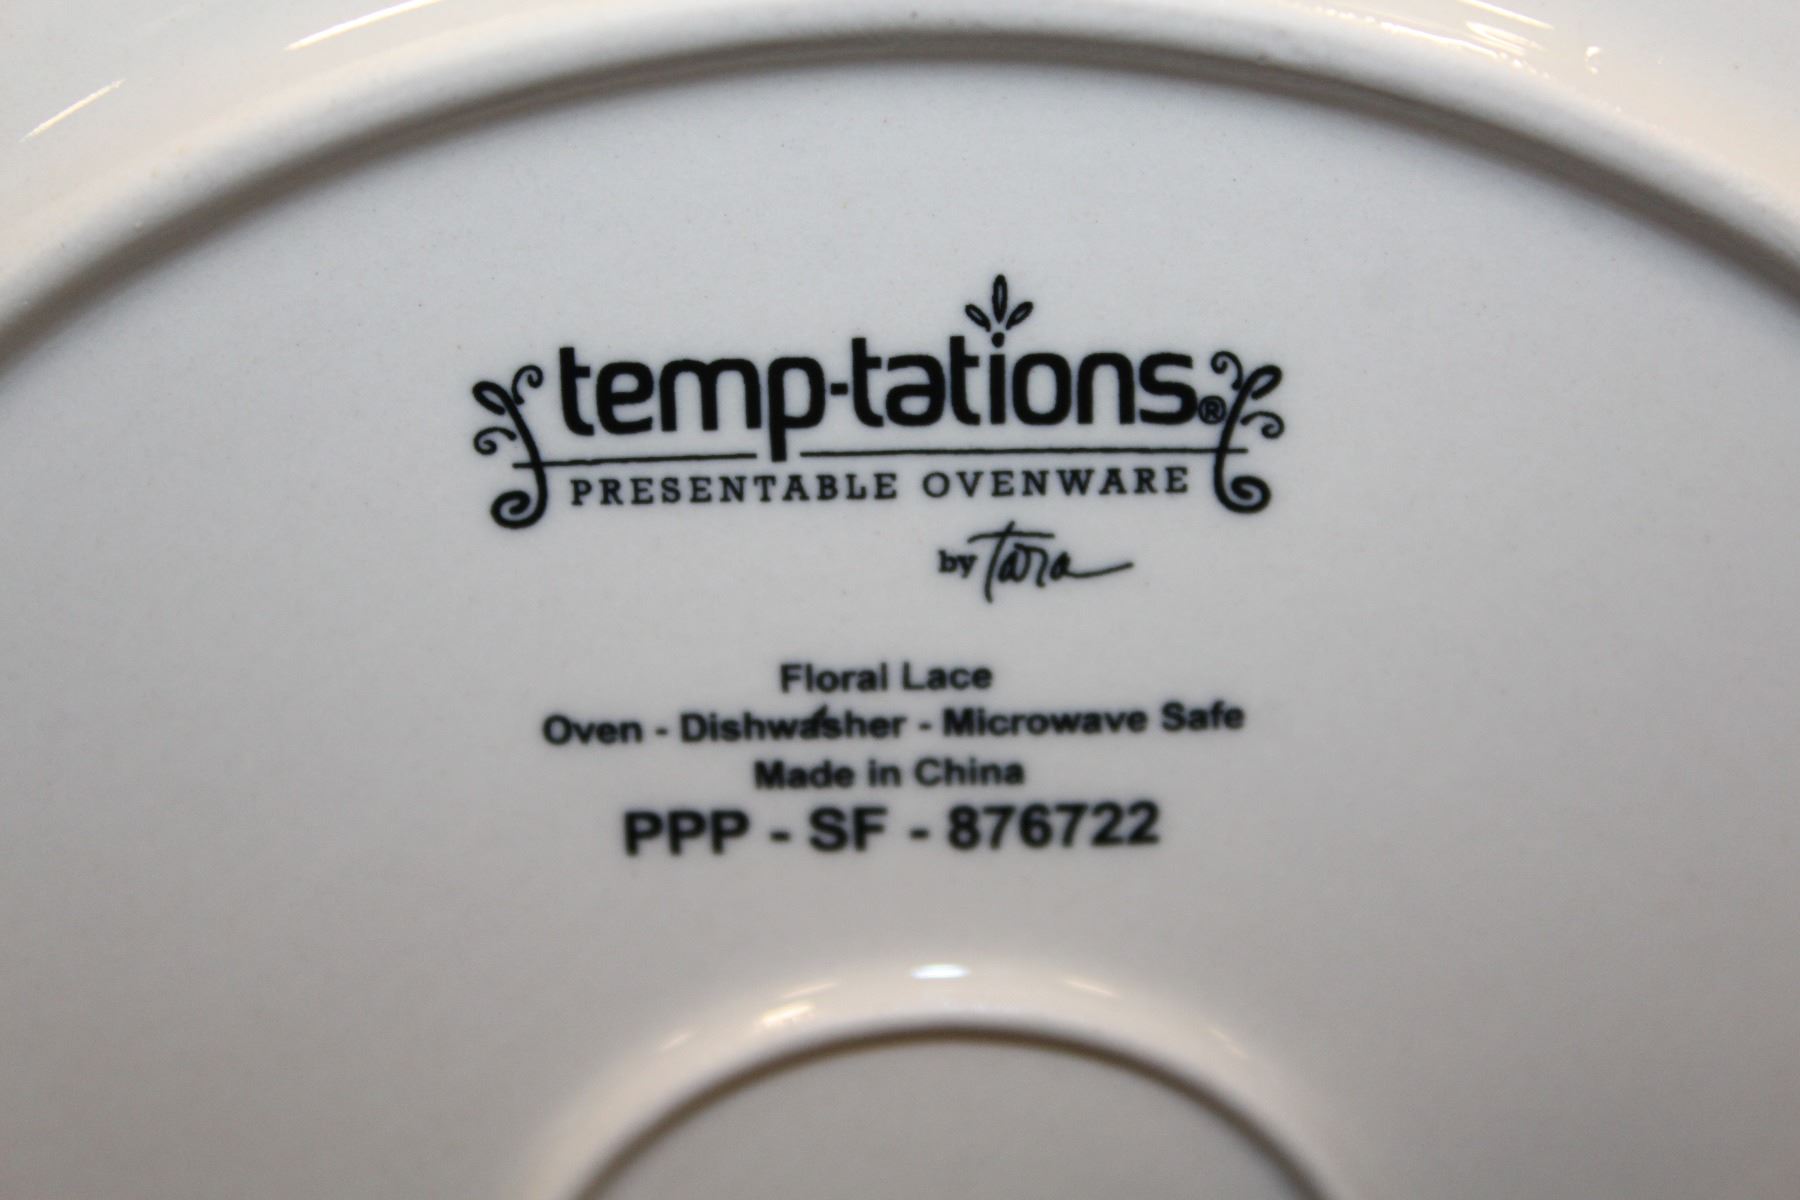 temp-tations®
PRESENTABLE OVENWARE
by Tara
Floral Lace
Oven - Dishwasher - Microwave Safe
Made in China
PPP - SF - 876722